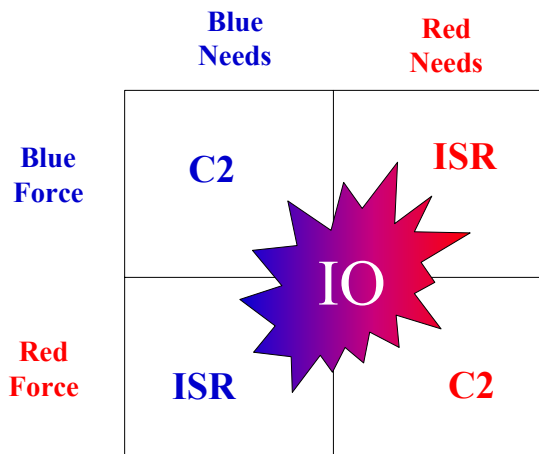 Blue
Needs
Red
Needs
Blue
Force
C2
ISR
IO
Red
Force
ISR
C2